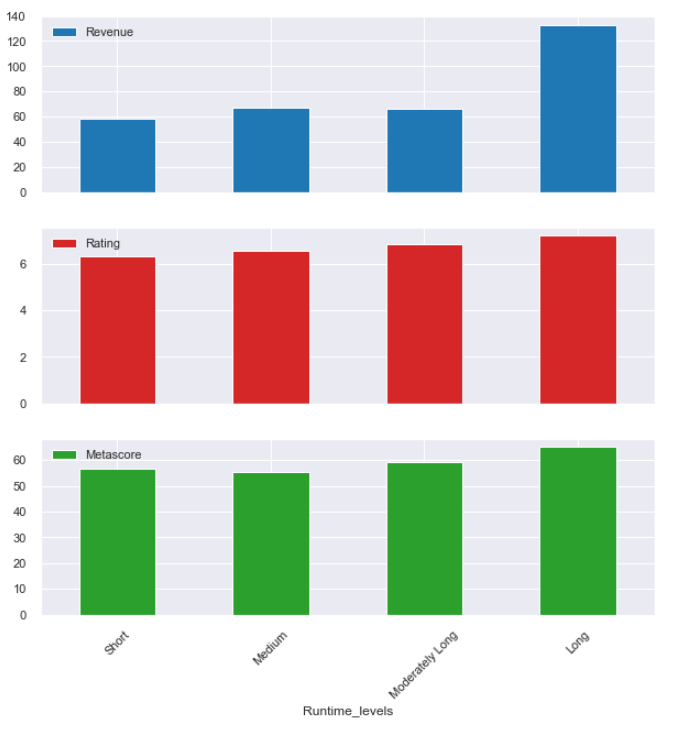 140
120
100
80
60
40
20
0
Revenue
6
4
2
0
Rating
60
50
40
30
20
10
0
Metascore
Short
Medium
Moderately Long
Long
Runtime_levels